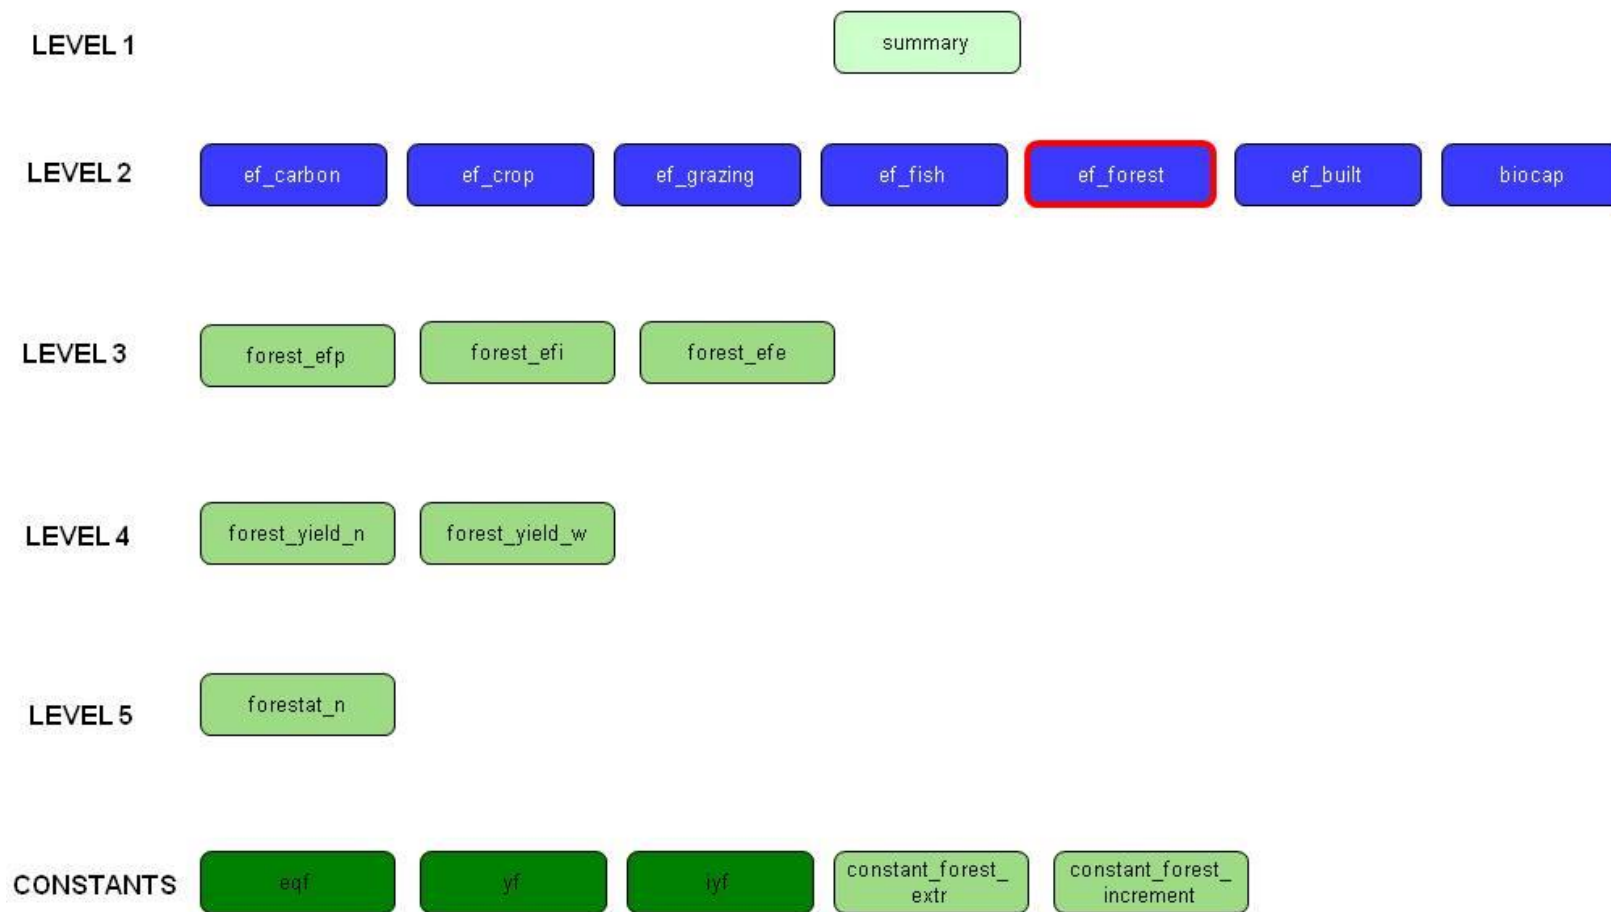 LEVEL 1
summary
LEVEL 2
ef_carbon
ef_crop
ef_grazing
ef_fish
ef_forest
ef_built
biocap
LEVEL 3
forest_efp
forest_efi
forest_efe
LEVEL 4
forest_yield_n
forest_yield_w
LEVEL 5
forestat_n
CONSTANTS
eqf
yf
iyf
constant_forest_
extr
constant_forest_
increment